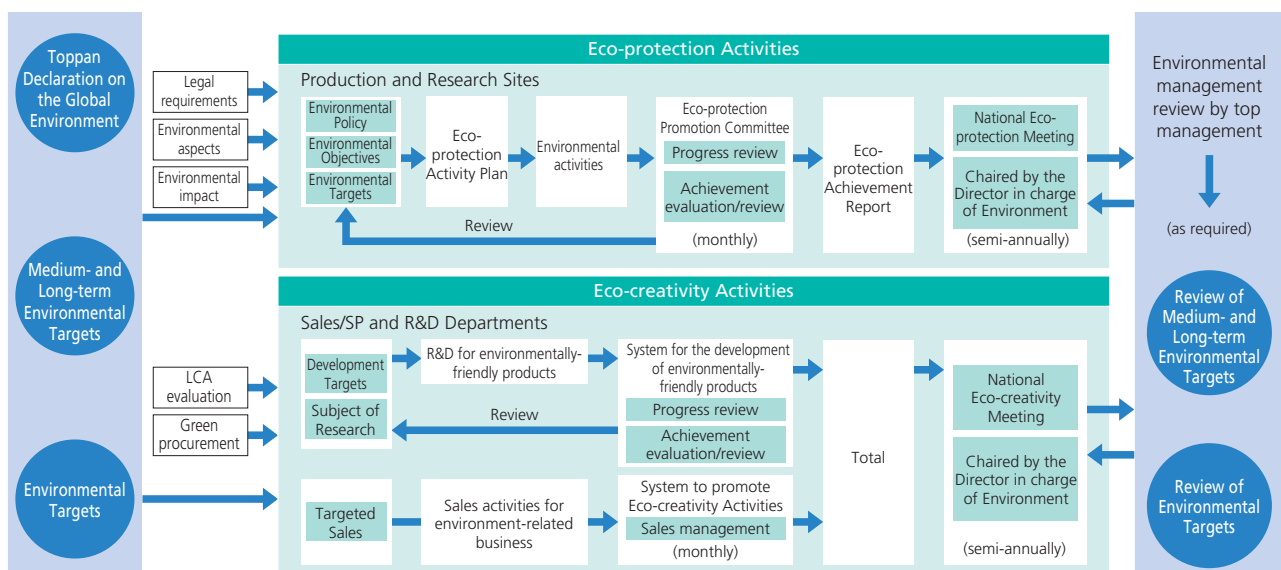 Toppan
Declaration on
the Global
Environment
Medium- and
Long-term
Environmental
Targets
Environmental
Targets
Legal
requirements
Environmental
aspects
Environmental
impact
LCA
evaluation
Green
procurement
Eco-protection Activities
Production and Research Sites
Environmental
Policy
Environmental
Objectives
Environmental
Targets
Eco-
protection
Activity Plan
Environmental
activities
Eco-protection
Promotion Committee
Progress review
Achievement
evaluation/review
(monthly)
Review
Eco-
protection
Achievement
Report
National Eco-
protection Meeting
Chaired by the
Director in charge
of Environment
(semi-annually)
Eco-creativity Activities
Sales/SP and R&D Departments
Development
Targets
Subject of
Research
R&D for environmentally-
friendly products
System for the development
of environmentally-
friendly products
Progress review
Achievement
evaluation/review
Review
Targeted
Sales
Sales activities for
environment-related
business
System to promote
Eco-creativity Activities
Sales management
(monthly)
Total
National
Eco-creativity
Meeting
Chaired by the
Director in charge
of Environment
(semi-annually)
Environmental
management
review by top
management
(as required)
Review of
Medium- and
Long-term
Environmental
Targets
Review of
Environmental
Targets